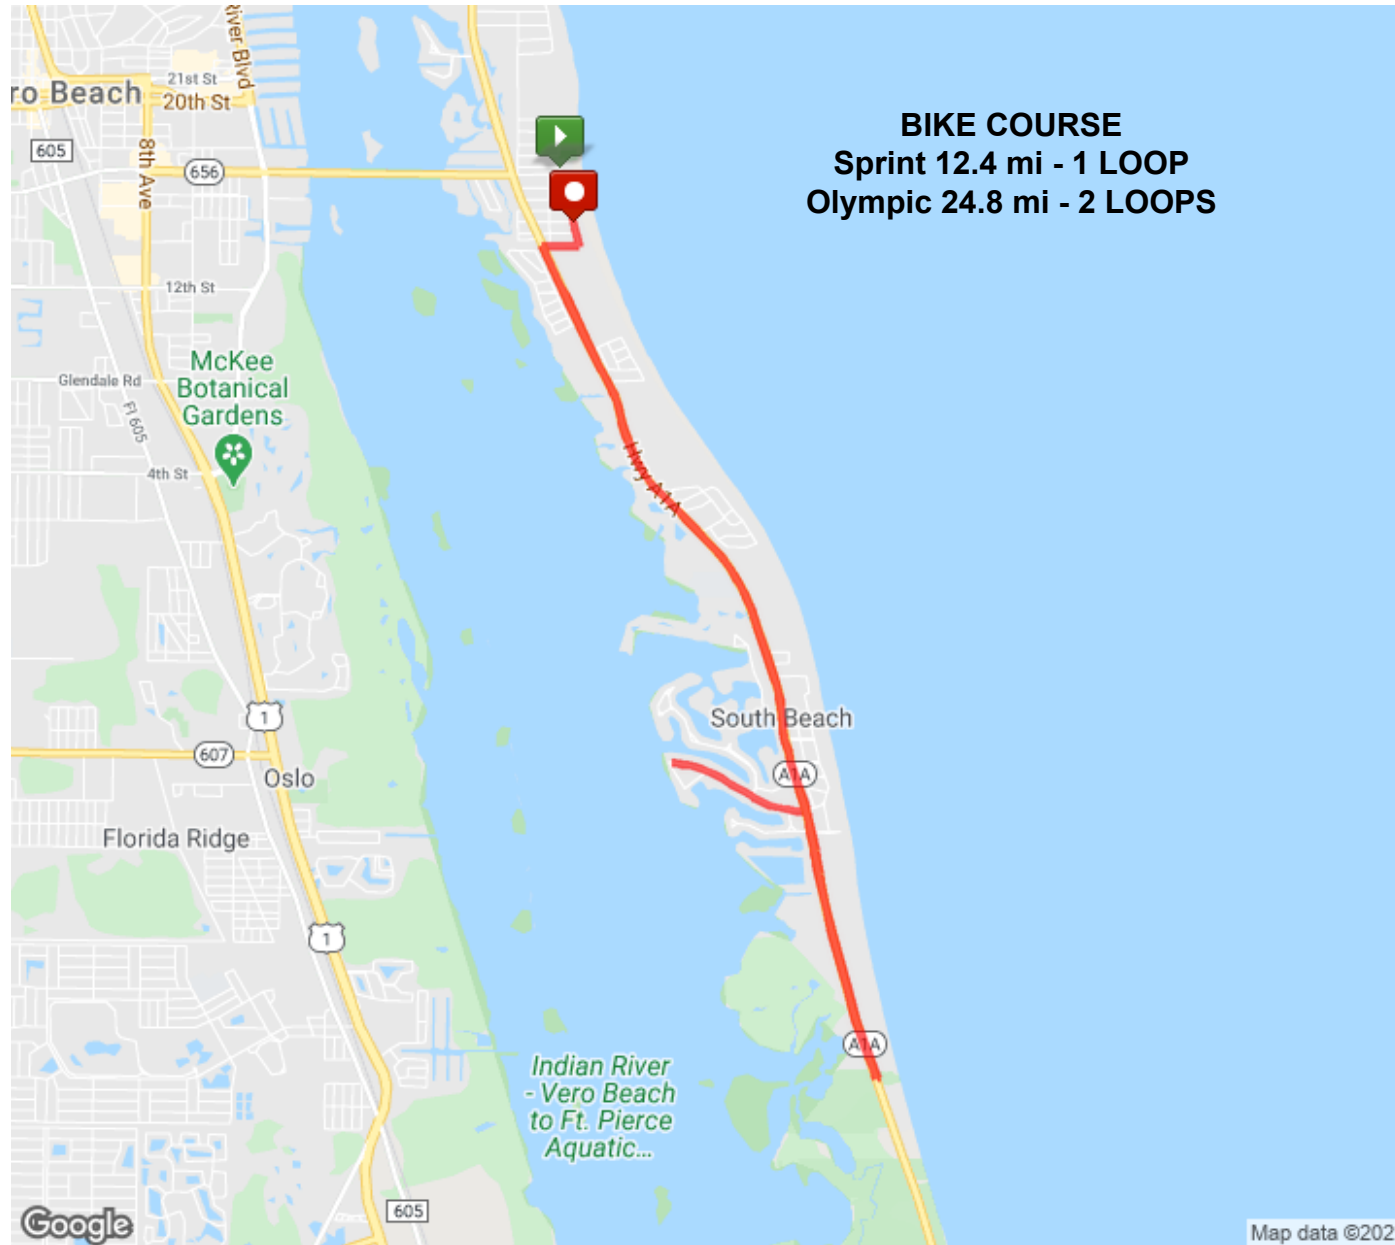 BIKE COURSE
Sprint 12.4 mi - 1 LOOP
Olympic 24.8 mi - 2 LOOPS
River Blvd
21st St
ro Beach
20th St
605
8th Ave
656
12th St
McKee
Botanical
Gardens
Glendale Rd
FI 605
4th St
Hwy A1A
South Beach
1
607
A1A
Oslo
Florida Ridge
1
A1A
Indian River
- Vero Beach
to Ft. Pierce
Aquatic...
605
Google
Map data ©202